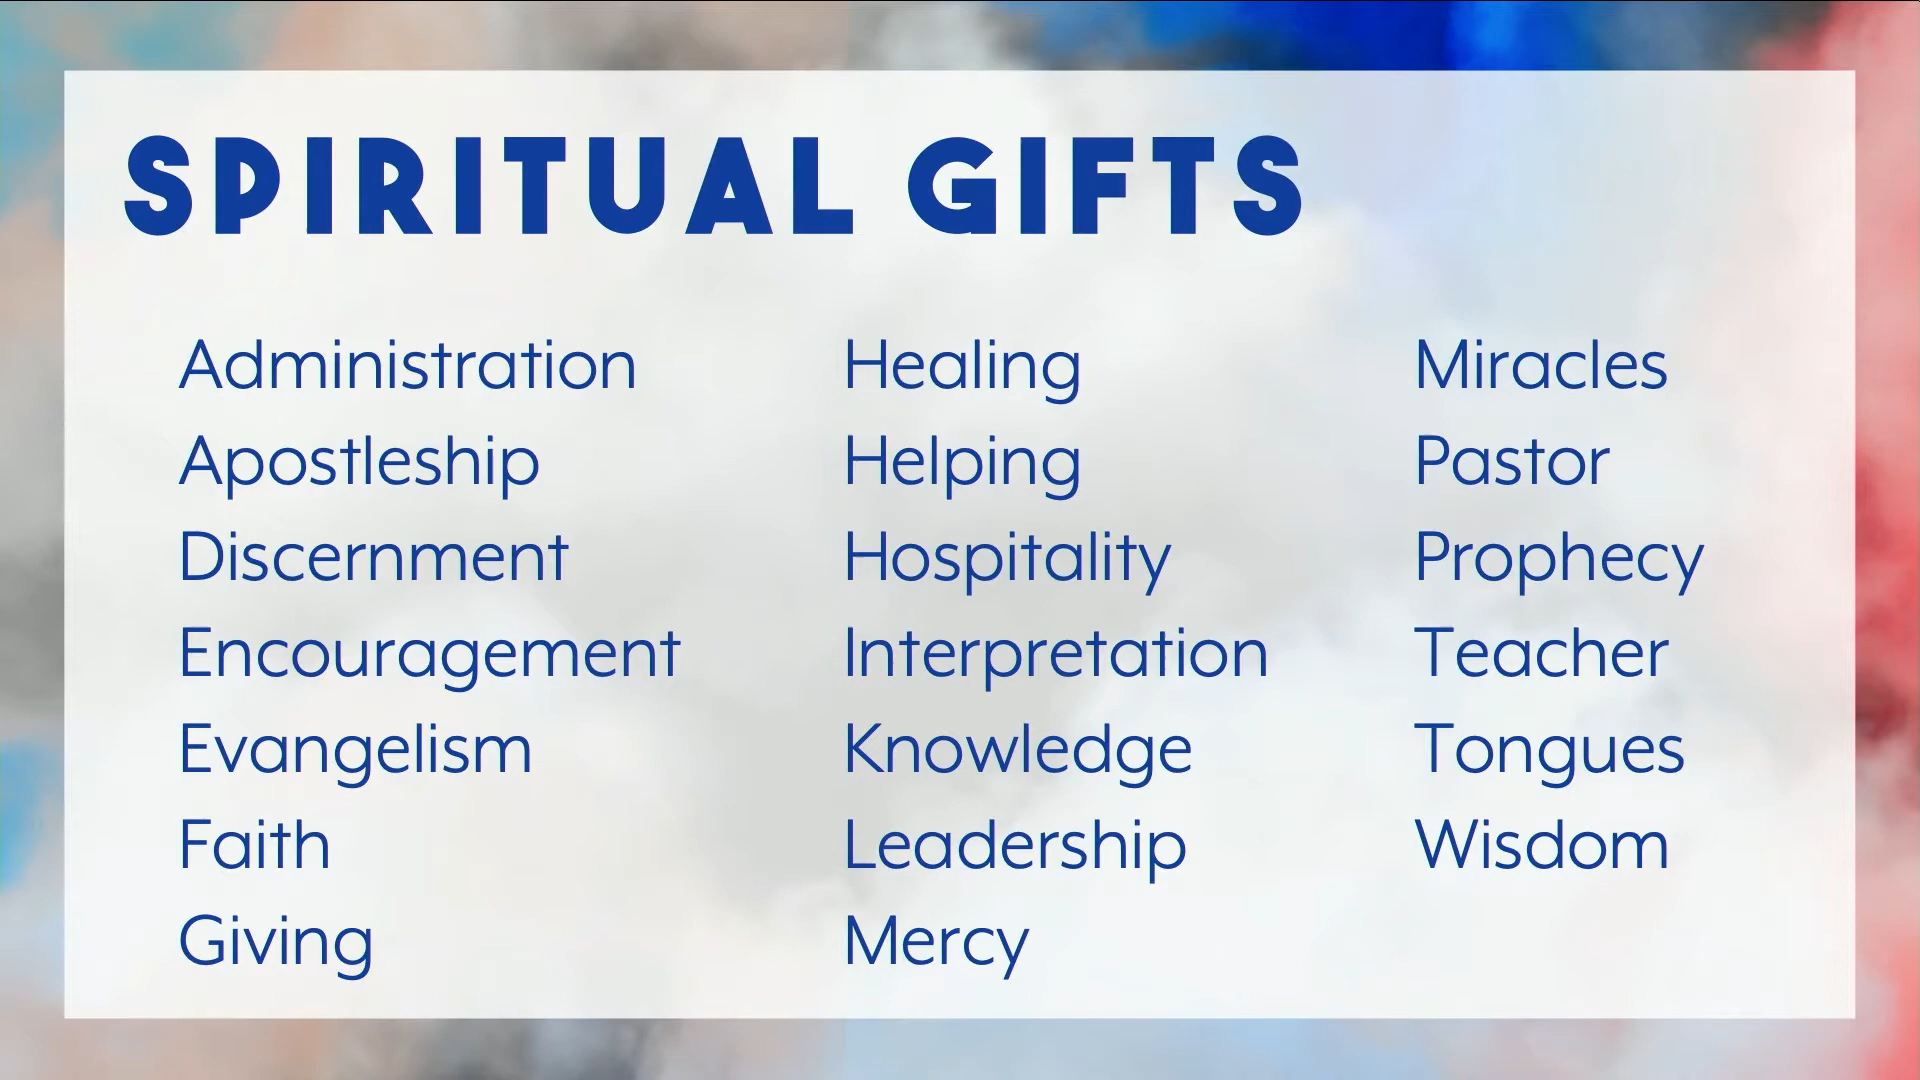 SPIRITUAL GIFTS
Administration
Apostleship
Discernment
Encouragement
Evangelism
Faith
Giving
Healing
Helping
Hospitality
Interpretation
Knowledge
Leadership
Mercy
Miracles
Pastor
Prophecy
Teacher
Tongues
Wisdom